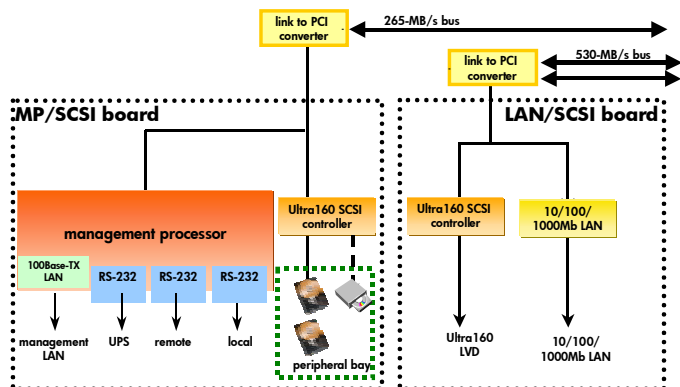 link to PCI
converter
265-MB/s bus
link to PCI
converter
530-MB/s bus
MP/SCSI board
LAN/SCSI board
management processor
Ultra160 SCSI
controller
Ultra160 SCSI
controller
10/100/
1000Mb LAN
100Base-TX
LAN
RS-232
RS-232
RS-232
management
LAN
UPS
remote
local
peripheral bay
Ultra160
LVD
10/100/
1000Mb LAN